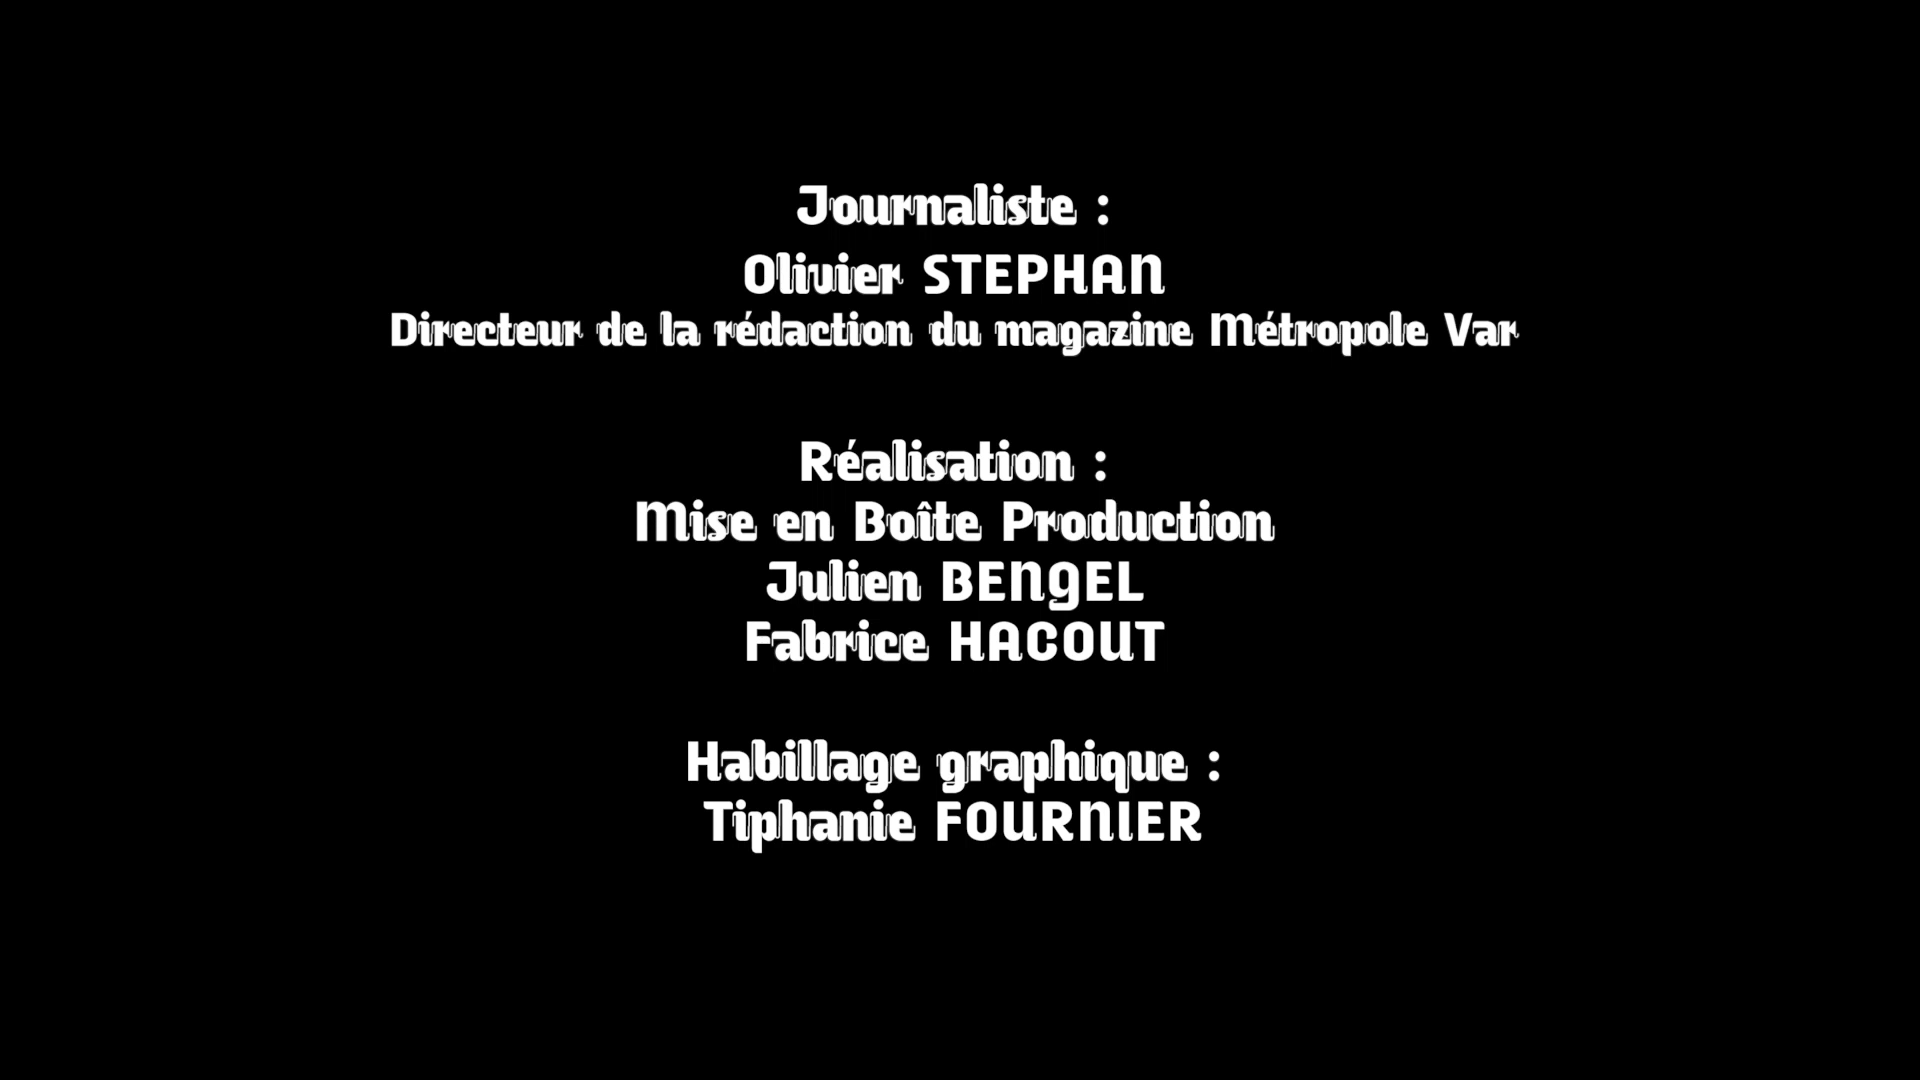 Journaliste :
Olivier STEPHAN
Directeur de la rédaction du magazine Métropole Var
Réalisation :
Mise en Boîte Production
Julien BENGEL
Fabrice HACOUT
Habillage graphique :
Tiphanie FOURNIER